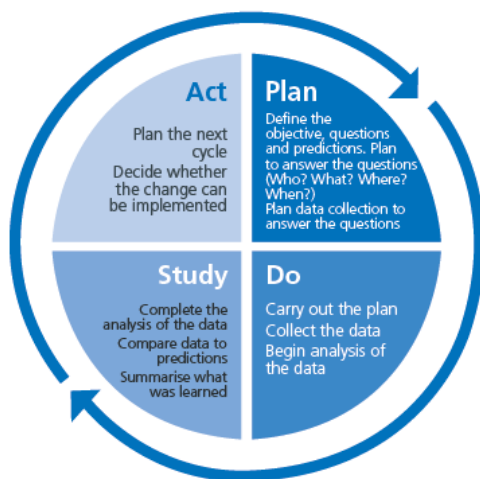 Act
Plan the next
cycle
Decide whether
the change can
be implemented
Plan
Define the
objective, questions
and predictions. Plan
to answer the questions
(Who? What? Where?
When?)
Plan data collection to
answer the questions
Study
Complete the
analysis of the data
Compare data to
predictions
Summarise what
was learned
Do
Carry out the plan
Collect the data
Begin analysis of
the data